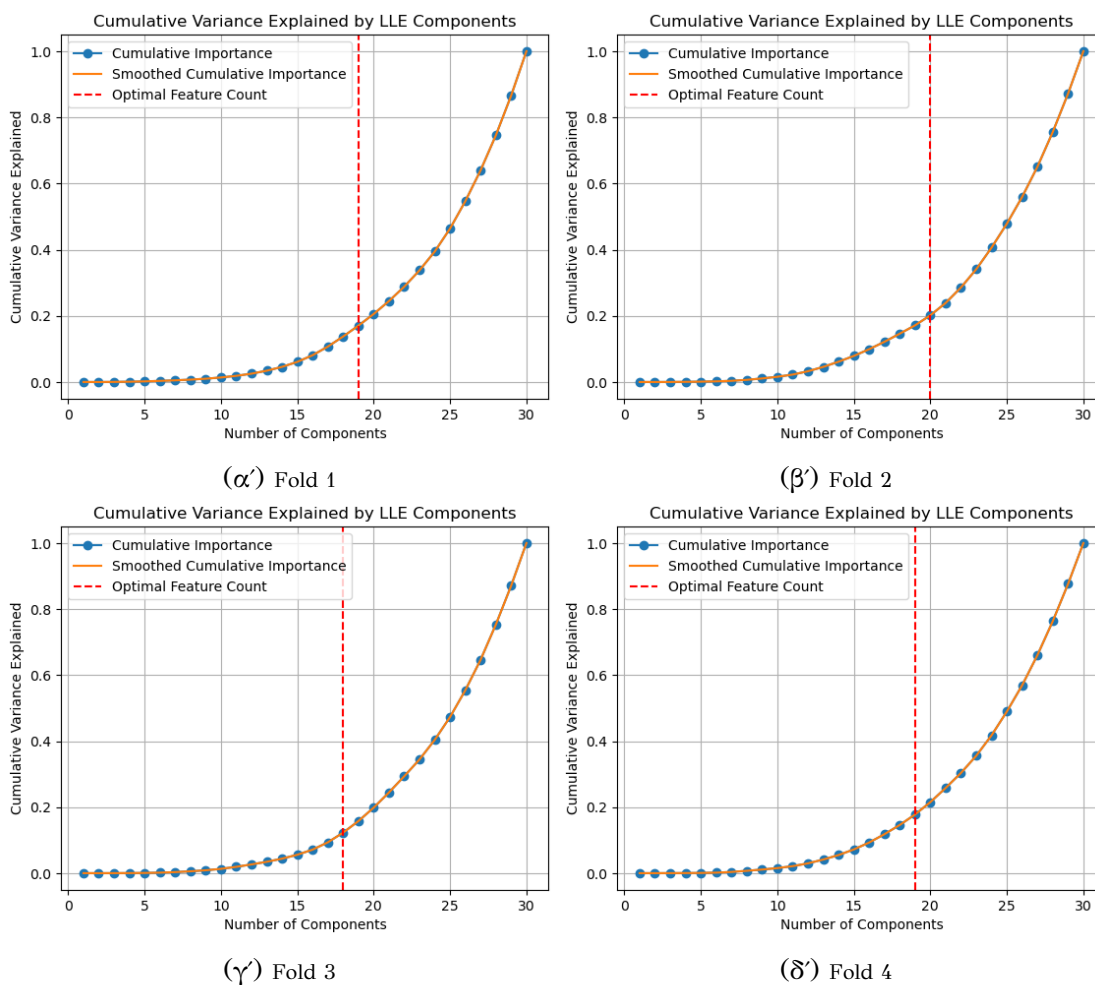 Cumulative Variance Explained by LLE Components
Cumulative Importance
Smoothed Cumulative Importance
Optimal Feature Count
Cumulative Variance Explained
1.0
0.8
0.6
0.4
0.2
0.0
0 5 10 15 20 25 30
Number of Components
(α′) Fold 1
Cumulative Variance Explained by LLE Components
Cumulative Importance
Smoothed Cumulative Importance
Optimal Feature Count
Cumulative Variance Explained
1.0
0.8
0.6
0.4
0.2
0.0
0 5 10 15 20 25 30
Number of Components
(β′) Fold 2
Cumulative Variance Explained by LLE Components
Cumulative Importance
Smoothed Cumulative Importance
Optimal Feature Count
Cumulative Variance Explained
1.0
0.8
0.6
0.4
0.2
0.0
0 5 10 15 20 25 30
Number of Components
(γ′) Fold 3
Cumulative Variance Explained by LLE Components
Cumulative Importance
Smoothed Cumulative Importance
Optimal Feature Count
Cumulative Variance Explained
1.0
0.8
0.6
0.4
0.2
0.0
0 5 10 15 20 25 30
Number of Components
(δ′) Fold 4